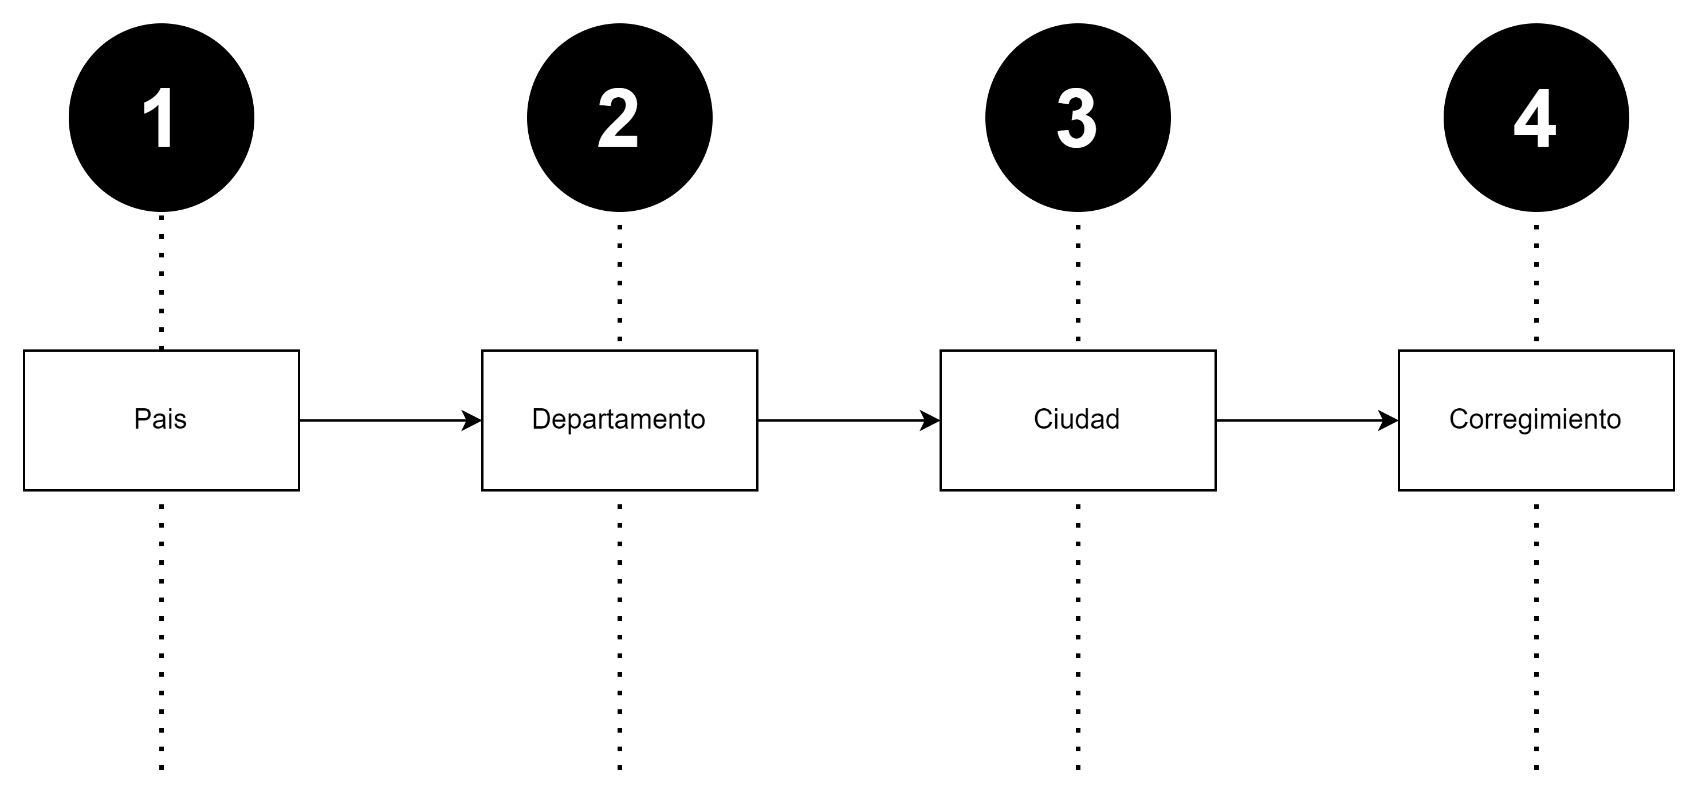 1
2
3
4
Pais
Departamento
Ciudad
Corregimiento